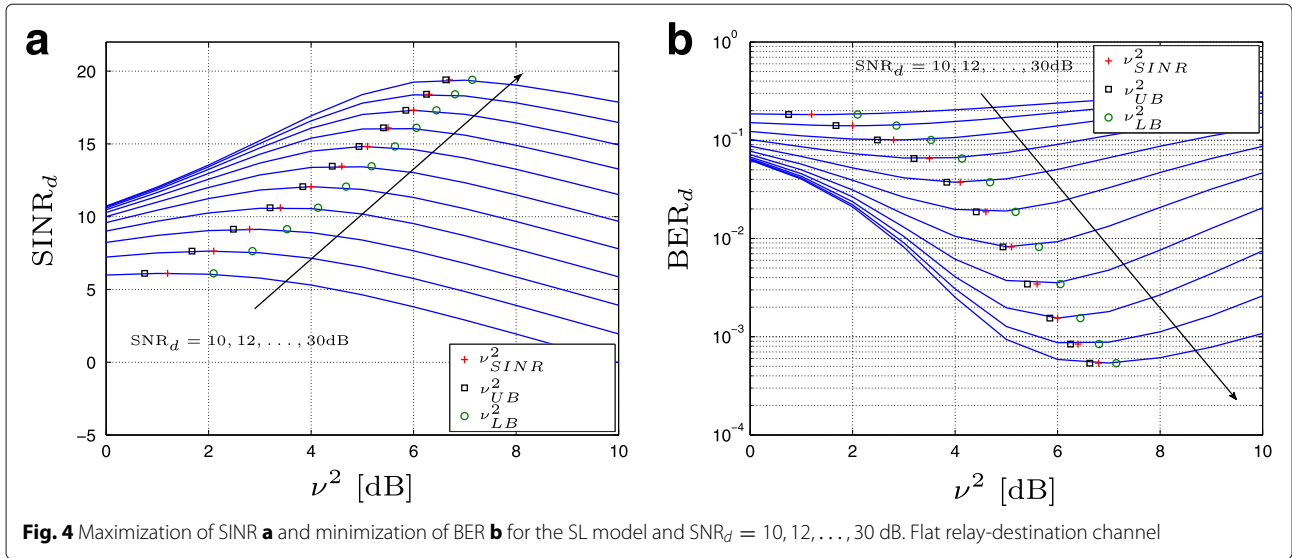 a
SINR_d
20
15
10
5
0
−5
0
2
4
6
8
10
ν² [dB]
SNR_d = 10, 12, . . . , 30dB
ν²_SINR
ν²_UB
ν²_LB
b
BER_d
10⁰
10⁻¹
10⁻²
10⁻³
10⁻⁴
0
2
4
6
8
10
ν² [dB]
SNR_d = 10, 12, . . . , 30dB
ν²_SINR
ν²_UB
ν²_LB
Fig. 4 Maximization of SINR a and minimization of BER b for the SL model and SNR_d = 10, 12, . . . , 30 dB. Flat relay-destination channel